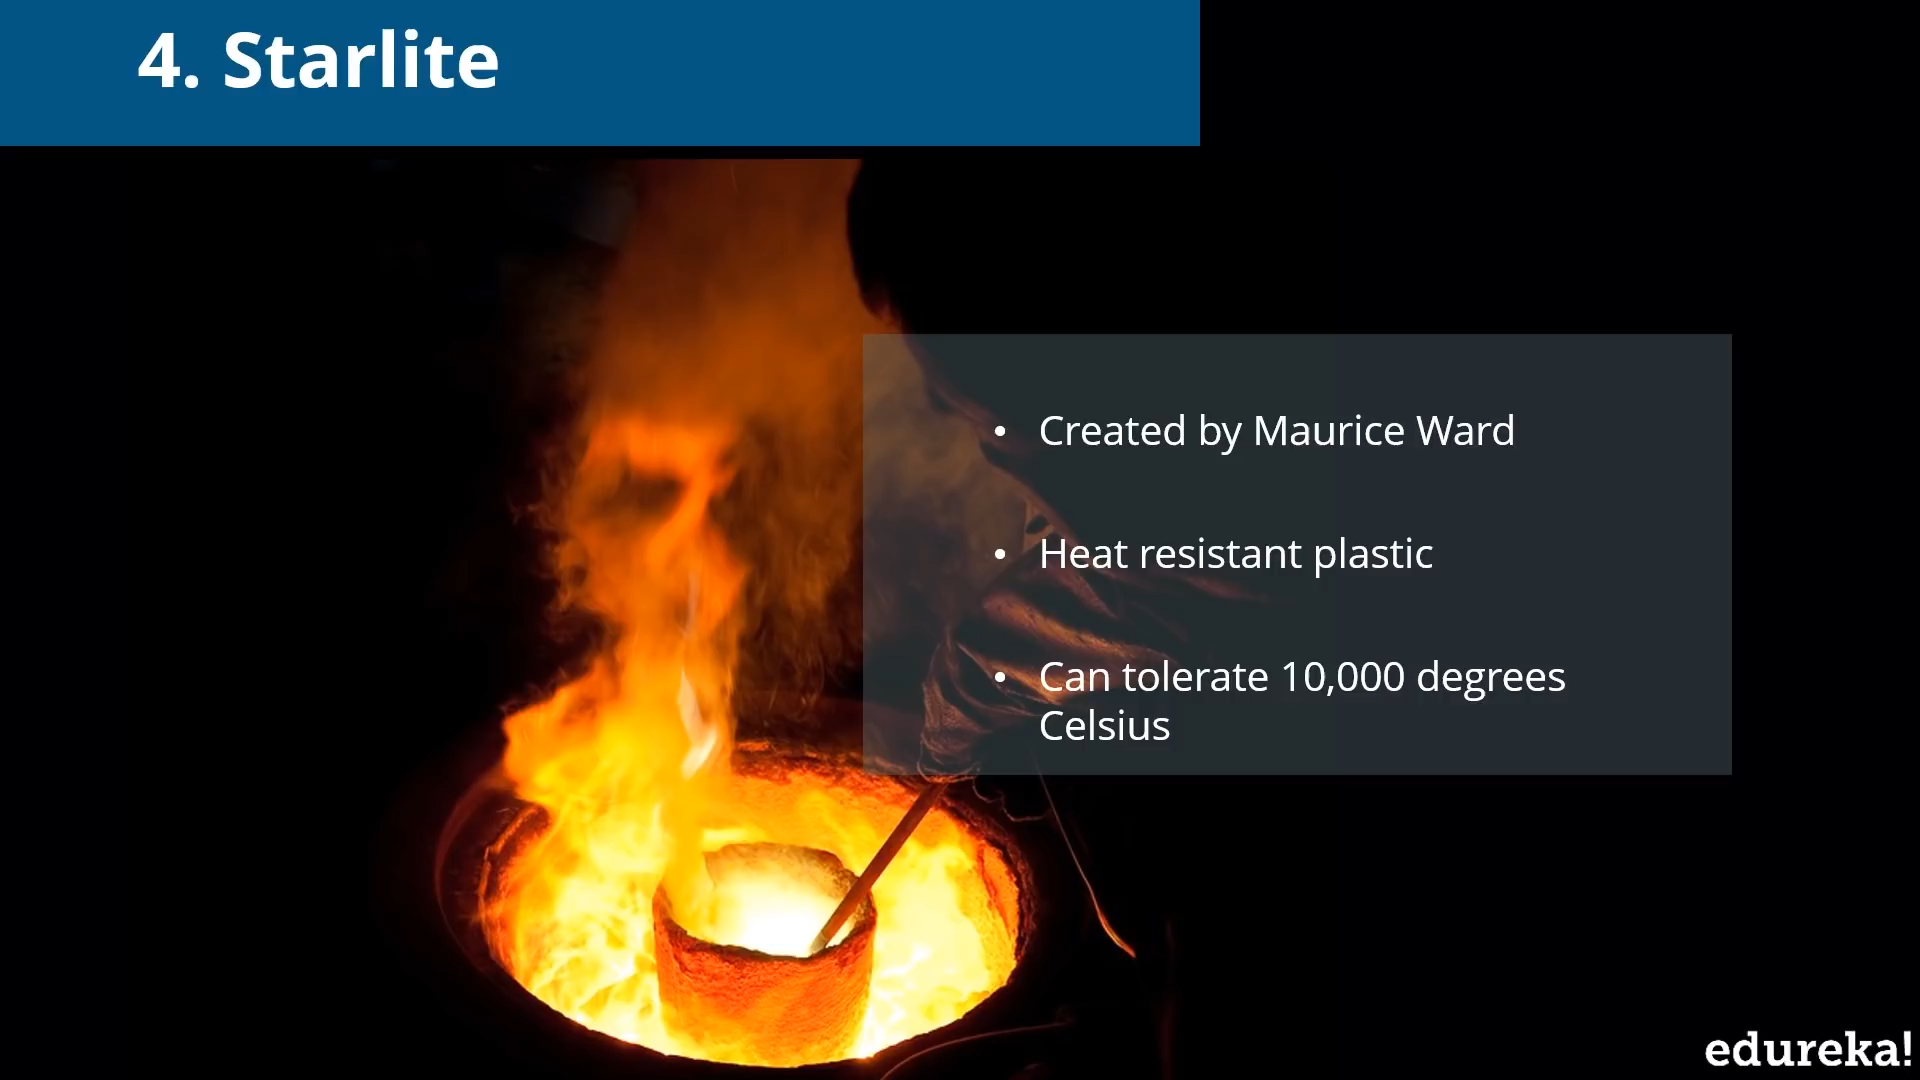 4. Starlite
• Created by Maurice Ward
• Heat resistant plastic
• Can tolerate 10,000 degrees
Celsius
edureka!